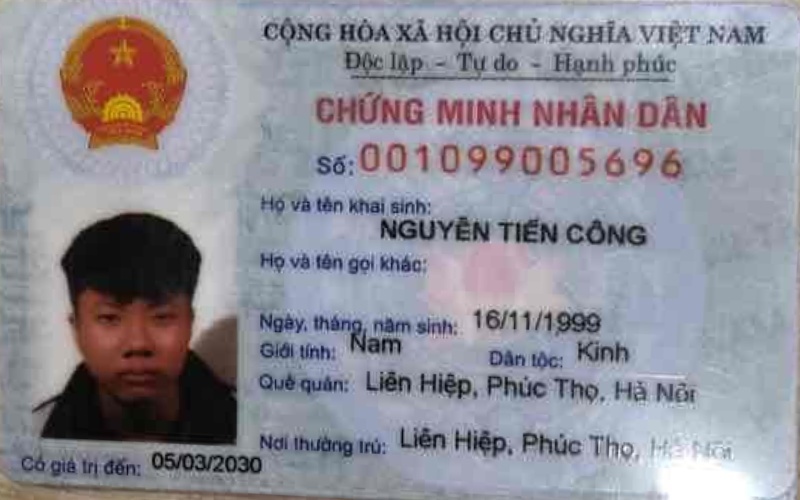 CỘNG HÒA XÃ HỘI CHỦ NGHĨA VIỆT NAM
Độc lập - Tự do - Hạnh phúc
CHỨNG MINH NHÂN DÂN
Số: 001099005696
Họ và tên khai sinh:
NGUYỄN TIẾN CÔNG
Họ và tên gọi khác:
Ngày, tháng, năm sinh: 16/11/1999
Giới tính: Nam Dân tộc: Kinh
Quê quán: Liên Hiệp, Phúc Thọ, Hà Nội
Nơi thường trú: Liên Hiệp, Phúc Thọ, Hà Nội
Có giá trị đến: 05/03/2030